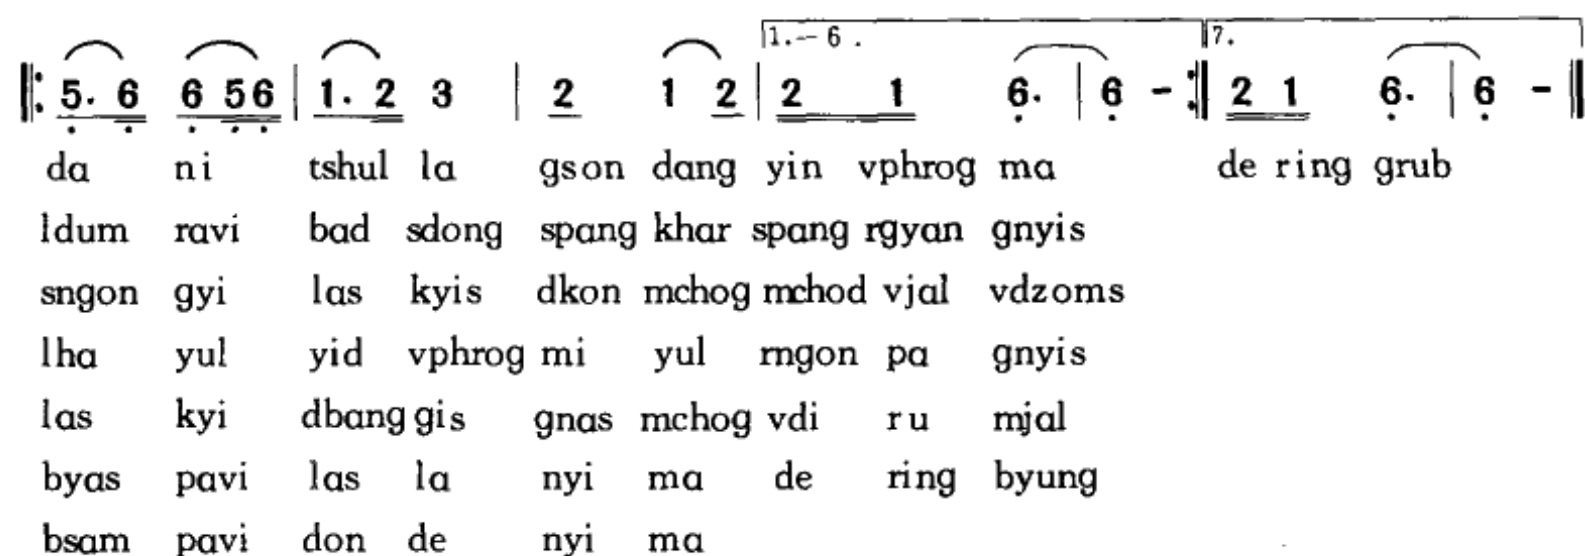 1.-- 6 . 7.
5. 6 6 56 | 1. 2 3 | 2 1 2 | 2 1 6. | 6 - :| 2 1 6. | 6 - ||
da ni tshul la gson dang yin vphrog ma de ring grub
ldum ravi bad sdong spang khar spang rgyan gnyis
sngon gyi las kyis dkon mchog mchod vjal vdzoms
lha yul yid vphrog mi yul rngon pa gnyis
las kyi dbang gis gnas mchog vdi ru mjal
byas pavi las la nyi ma de ring byung
bsam pavi don de nyi ma